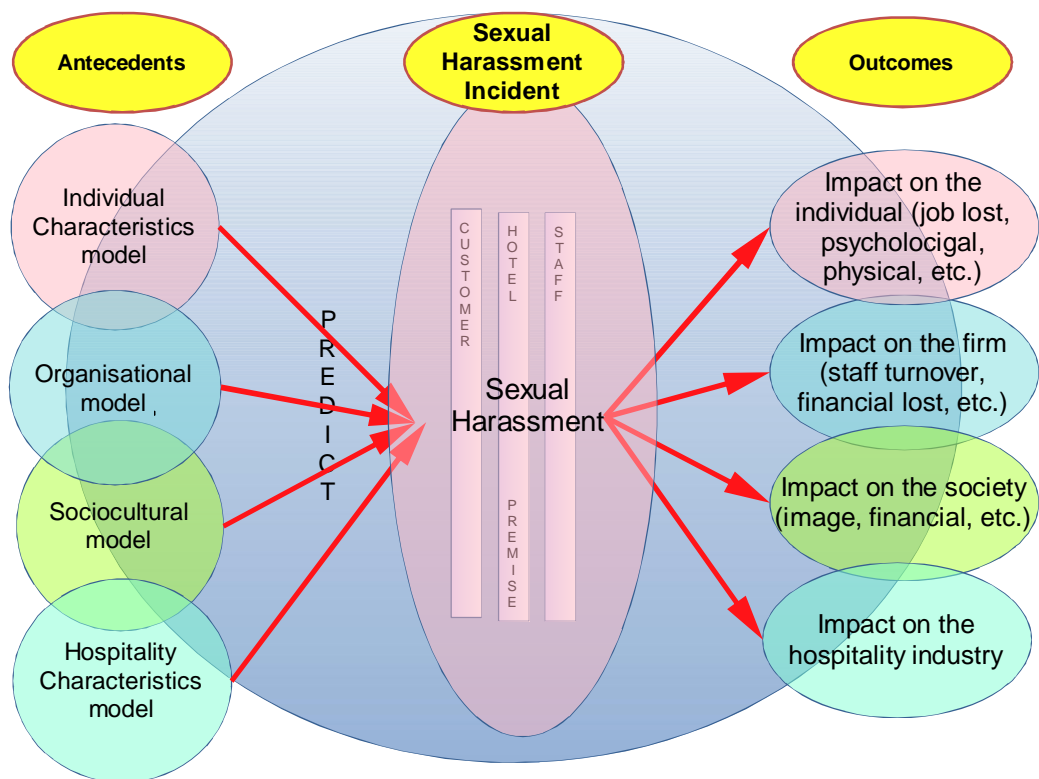 Antecedents
Sexual
Harassment
Incident
Outcomes
Individual
Characteristics
model
Organisational
model ,
Sociocultural
model
Hospitality
Characteristics
model
PREDICT
CUSTOMER
HOTEL
PREMISE
STAFF
Sexual
Harassment
Impact on the
individual (job lost,
psycholocigal,
physical, etc.)
Impact on the firm
(staff turnover,
financial lost, etc.)
Impact on the society
(image, financial, etc.)
Impact on the
hospitality industry